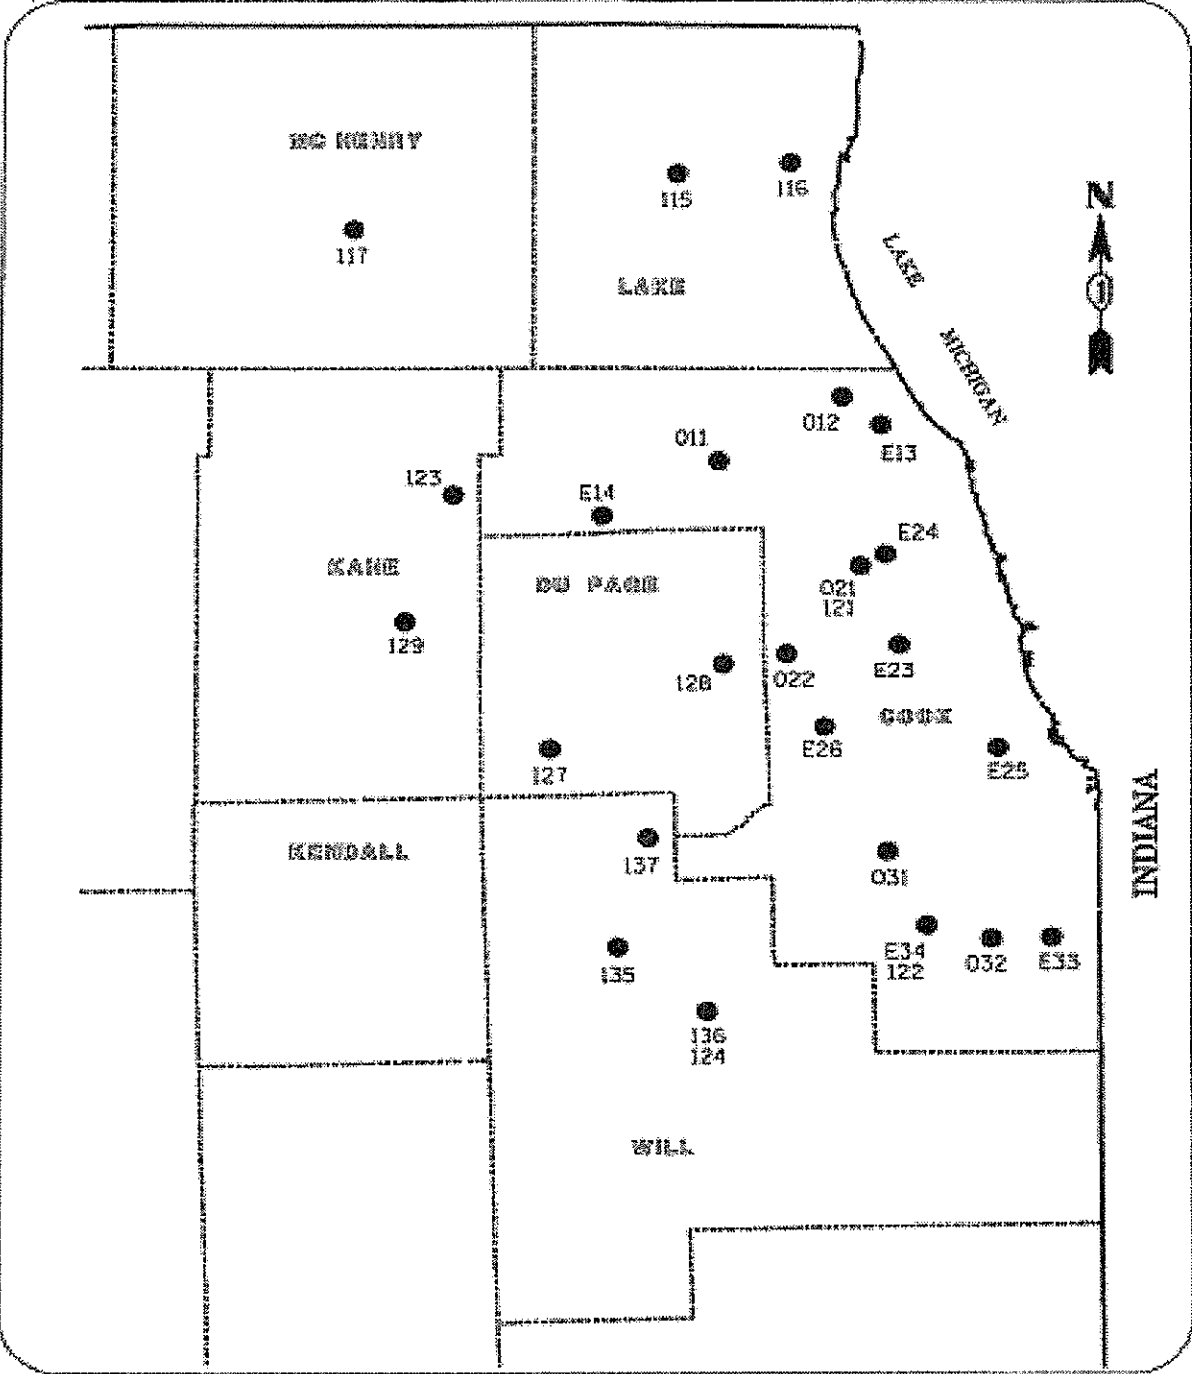 MC HENRY
I15
I16
N
I17
LAKE
LAKE
MICHIGAN
O12
E13
O11
I23
E14
E24
KANE
DU PAGE
O21
I21
I29
I28
O22
E23
COOK
E26
E25
I27
INDIANA
KENDALL
I37
O31
E34
I22
O32
E33
I35
I36
I24
WILL